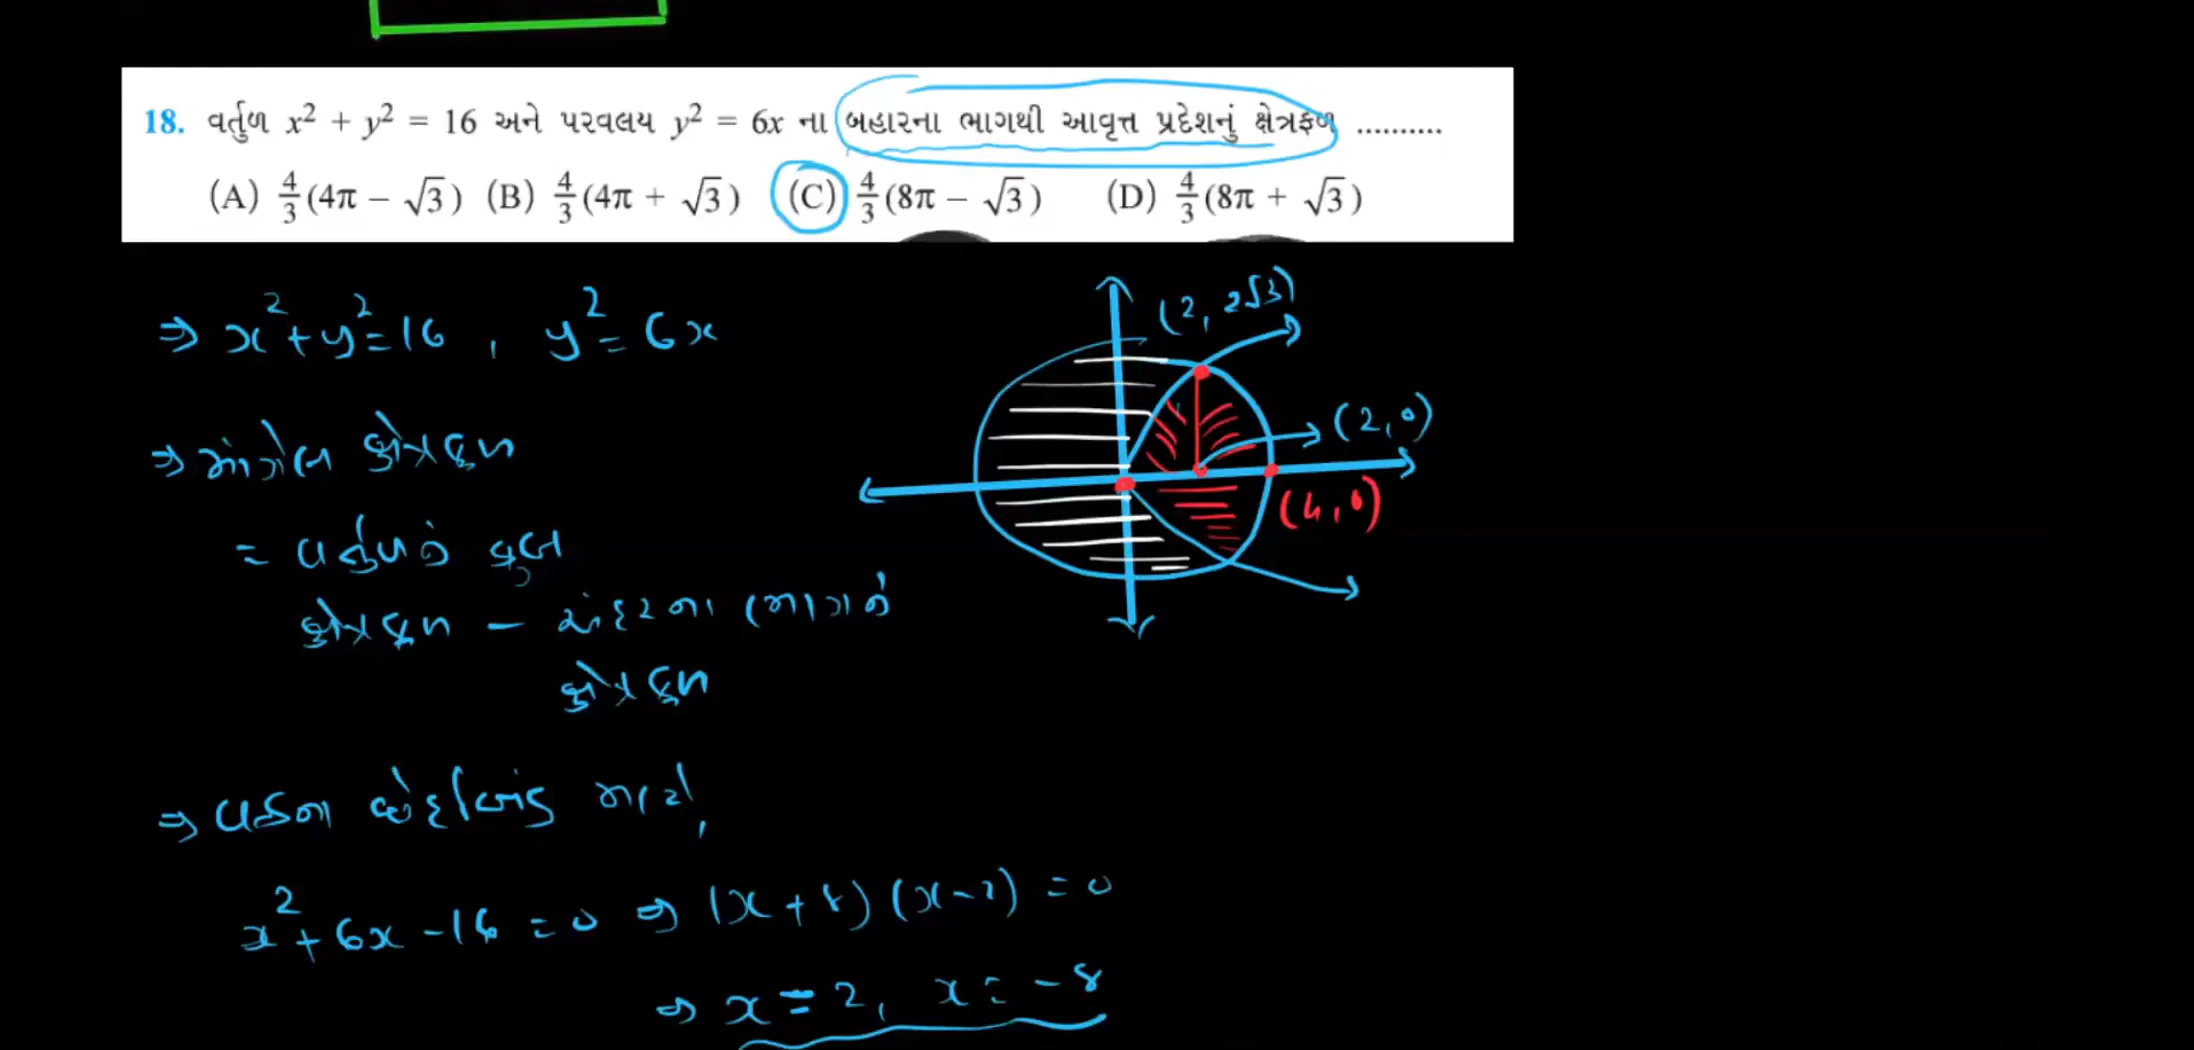 18. વર્તુળ x² + y² = 16 અને પરવલય y² = 6x ના બહારના ભાગથી આવૃત્ત પ્રદેશનું ક્ષેત્રફળ ..........
(A) 4/3 (4π – √3) (B) 4/3 (4π + √3) (C) 4/3 (8π – √3) (D) 4/3 (8π + √3)
⇒ x² + y² = 16 , y² = 6x
(2, 2√3)
(2, 0)
(4, 0)
⇒ માંગેલ ક્ષેત્રફળ
= વર્તુળનું કુલ
ક્ષેત્રફળ – અંદરના ભાગનું
ક્ષેત્રફળ
⇒ વક્રના છેદબિંદુ માટે,
x² + 6x – 16 = 0 ⇒ (x + 8) (x – 2) = 0
⇒ x = 2, x = –8